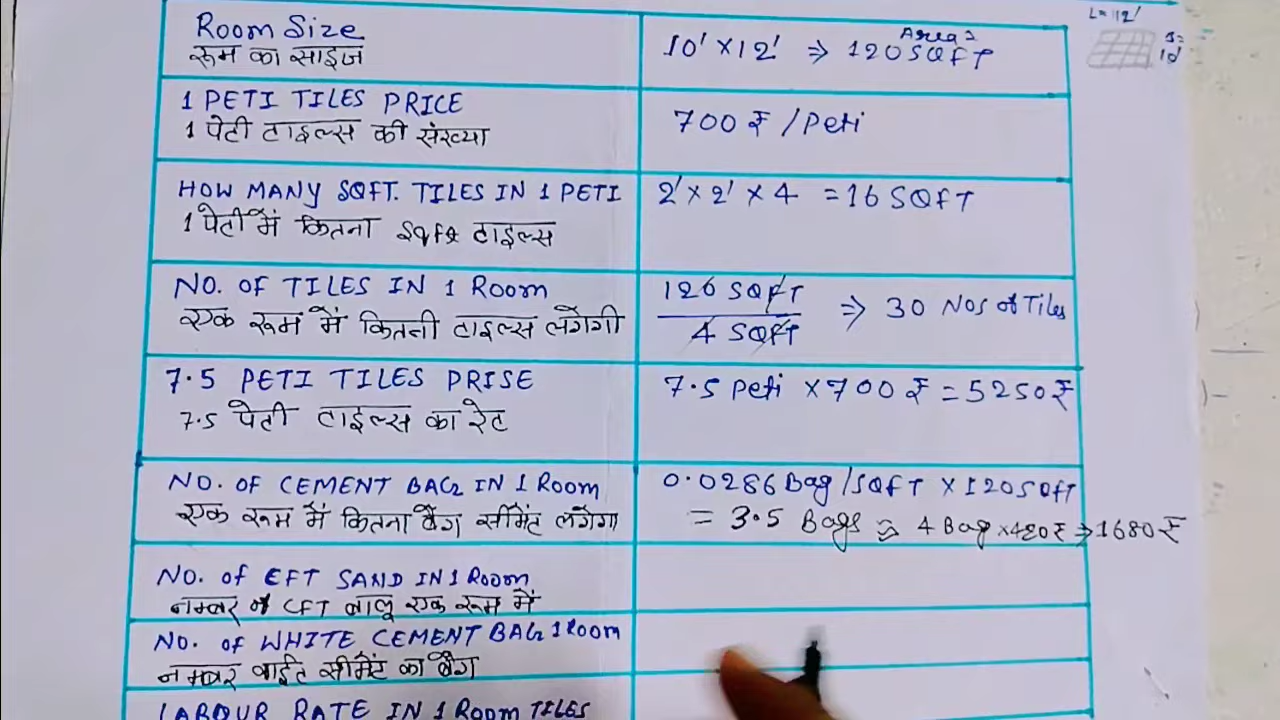 L = 12'
Room Size
रूम का साइज
Area =
10' × 12' ⇒ 120 SQFT
10'
1 PETI TILES PRICE
1 पेटी टाइल्स की संख्या
700 ₹ /Peti
HOW MANY SQFT. TILES IN 1 PETI
1 पेटी में कितना sqft टाइल्स
2' × 2' × 4 = 16 SQFT
NO. OF TILES IN 1 Room
एक रूम में कितनी टाइल्स लगेगी
120 SQFT
4 SQFT
⇒ 30 Nos of Tiles
7.5 PETI TILES PRISE
7.5 पेटी टाइल्स का रेट
7.5 Peti × 700 ₹ = 5250 ₹
NO. OF CEMENT BAG IN 1 Room
एक रूम में कितना बैग सीमेंट लगेगा
0.0286 Bag/SQFT × 120 SQFT
= 3.5 Bags ≈ 4 Bag × 420 ₹ ⇒ 1680 ₹
NO. of CFT SAND IN 1 Room
नम्बर of CFT बालू एक रूम में
NO. of WHITE CEMENT BAG 1 Room
नम्बर वाईट सीमेंट का बैग
LABOUR RATE IN 1 Room TILES